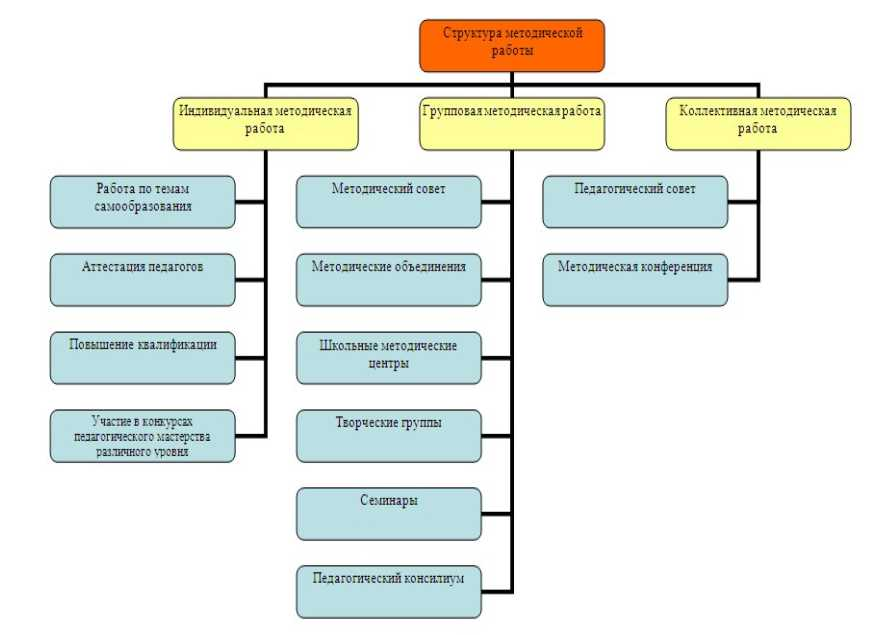 Структура методической
работы
Индивидуальная методическая
работа
Групповая методическая работа
Коллективная методическая
работа
Работа по темам
самообразования
Аттестация педагогов
Повышение квалификации
Участие в конкурсах
педагогического мастерства
различного уровня
Методический совет
Методические объединения
Школьные методические
центры
Творческие группы
Семинары
Педагогический консилиум
Педагогический совет
Методическая конференция